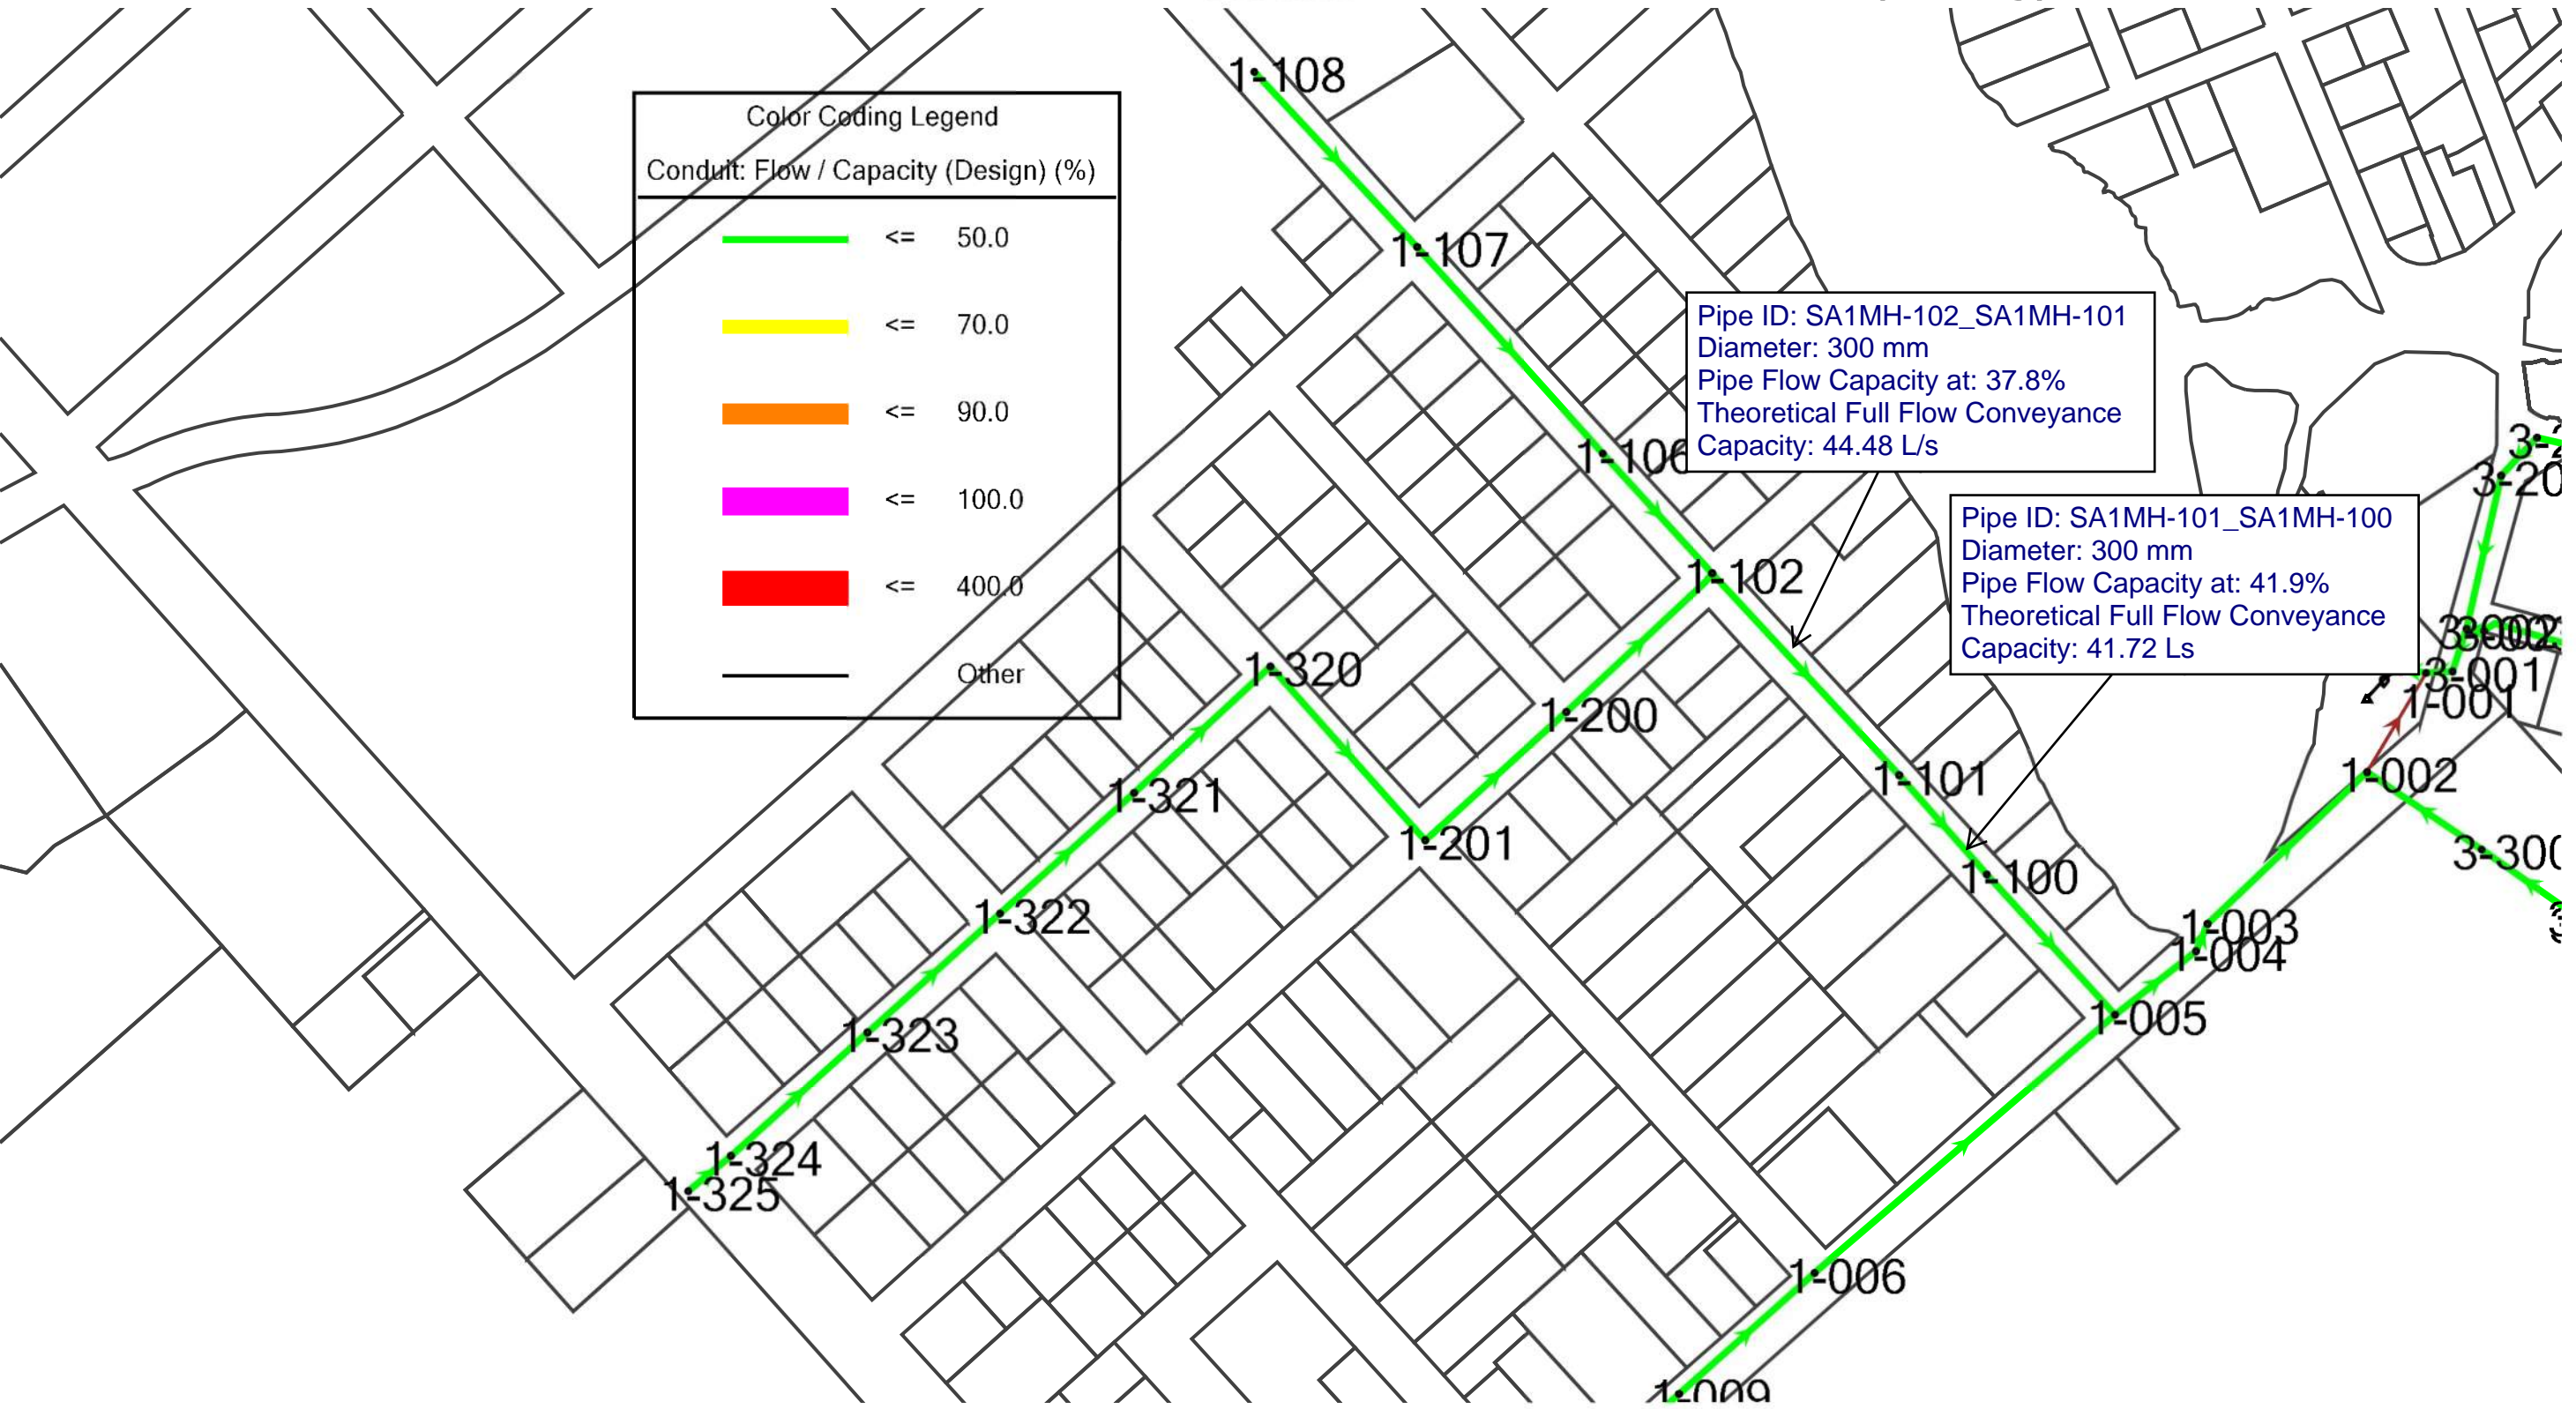 1-108
Color Coding Legend
Conduit: Flow / Capacity (Design) (%)
<= 50.0
<= 70.0
<= 90.0
<= 100.0
<= 400.0
Other
1-107
Pipe ID: SA1MH-102_SA1MH-101
Diameter: 300 mm
Pipe Flow Capacity at: 37.8%
Theoretical Full Flow Conveyance
Capacity: 44.48 L/s
1-106
Pipe ID: SA1MH-101_SA1MH-100
Diameter: 300 mm
Pipe Flow Capacity at: 41.9%
Theoretical Full Flow Conveyance
Capacity: 41.72 Ls
3-20
1-102
1-320
3-001
1-001
1-200
1-002
1-101
1-321
1-201
3-300
1-100
1-322
1-003
1-004
1-005
1-323
1-324
1-325
1-006
1-009